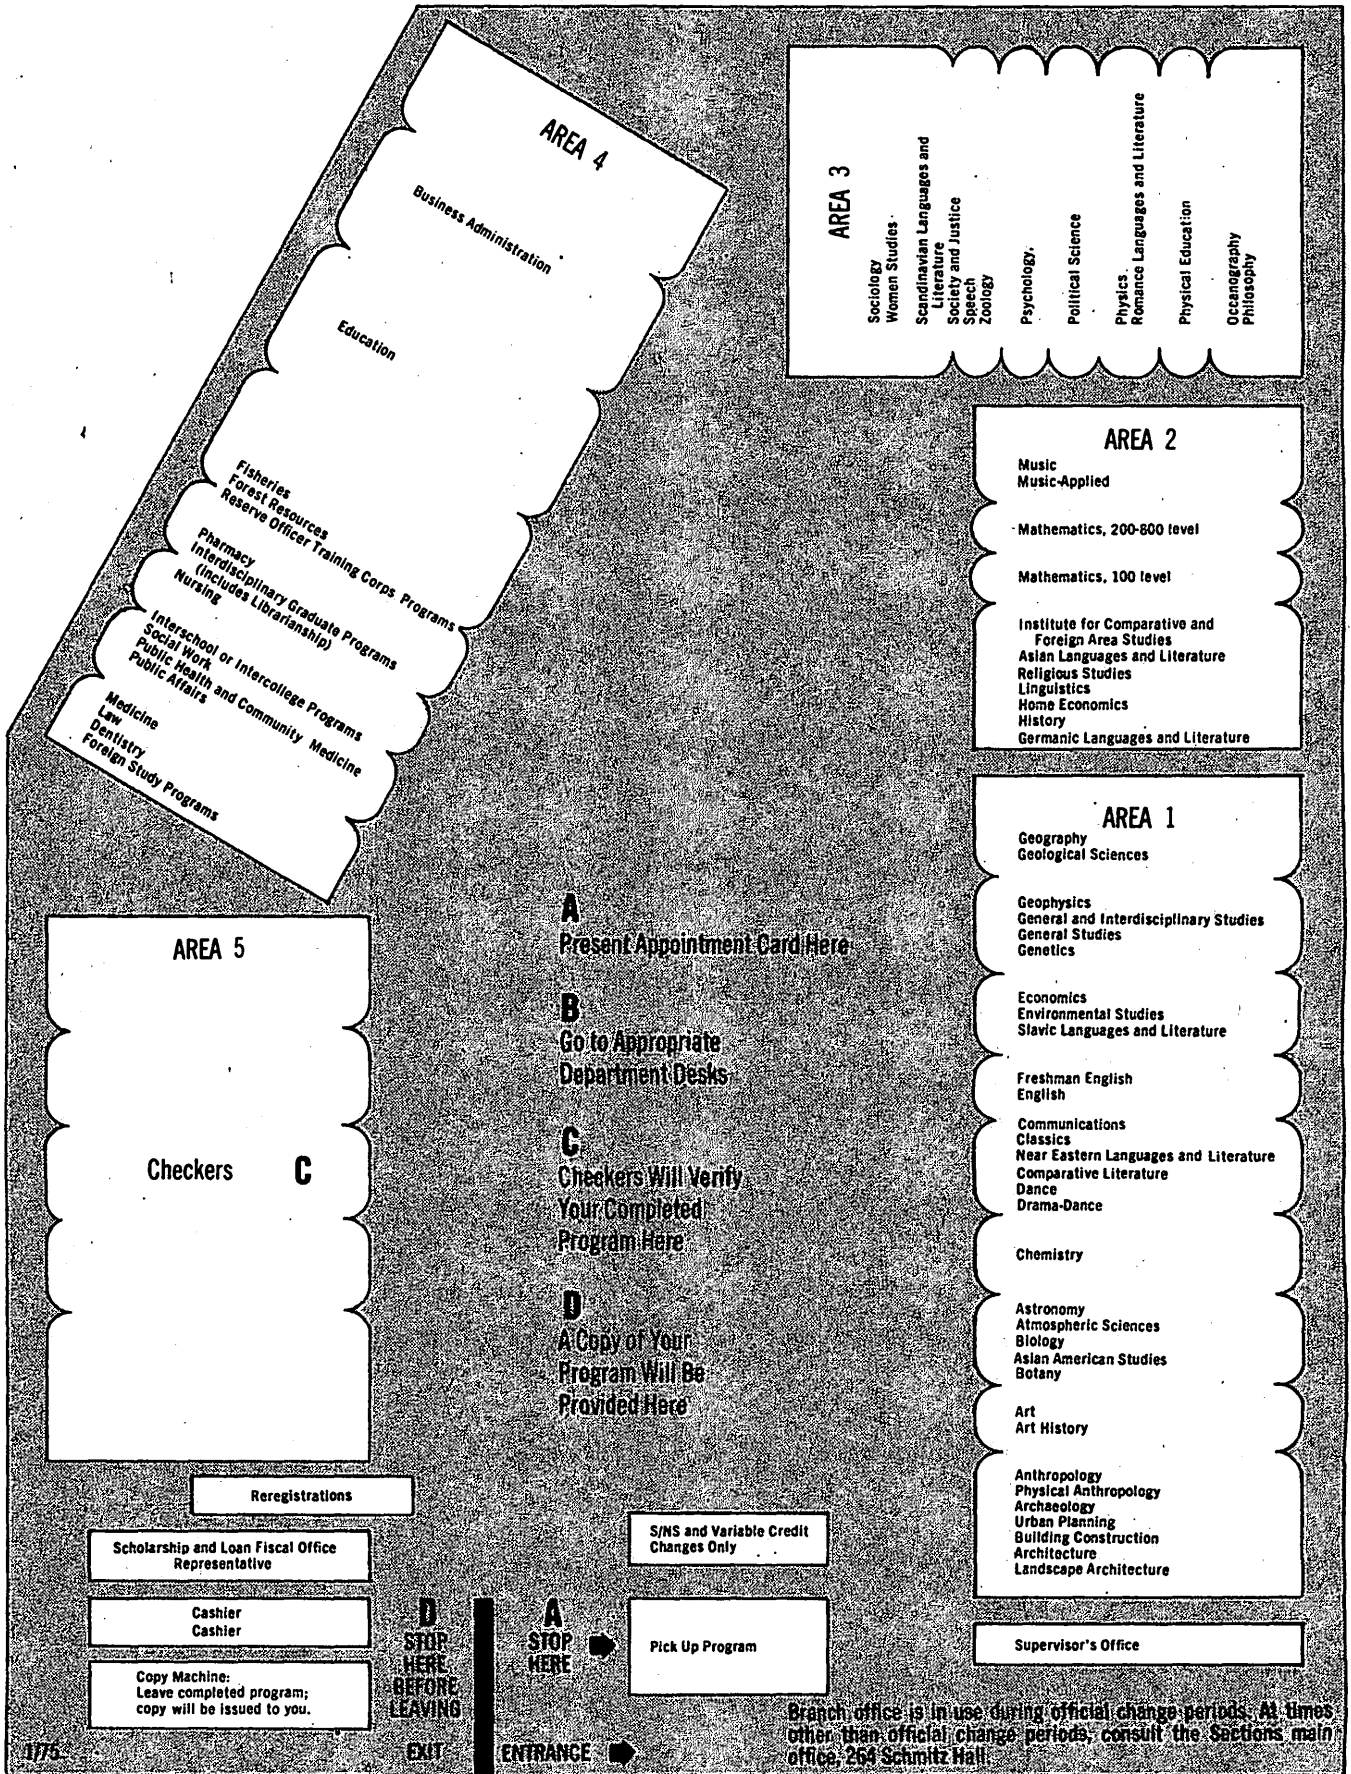 AREA 4
Business Administration
Education
Fisheries
Forest Resources
Reserve Officer Training Corps Programs
Pharmacy
Interdisciplinary Graduate Programs
(includes Librarianship)
Nursing
Interschool or Intercollege Programs
Social Work
Public Health and Community Medicine
Public Affairs
Medicine
Law
Dentistry
Foreign Study Programs
AREA 3
Sociology
Women Studies
Scandinavian Languages and
Literature
Society and Justice
Speech
Zoology
Psychology
Political Science
Physics
Romance Languages and Literature
Physical Education
Oceanography
Philosophy
AREA 2
Music
Music-Applied
Mathematics, 200-800 level
Mathematics, 100 level
Institute for Comparative and
Foreign Area Studies
Asian Languages and Literature
Religious Studies
Linguistics
Home Economics
History
Germanic Languages and Literature
AREA 1
Geography
Geological Sciences
Geophysics
General and Interdisciplinary Studies
General Studies
Genetics
Economics
Environmental Studies
Slavic Languages and Literature
Freshman English
English
Communications
Classics
Near Eastern Languages and Literature
Comparative Literature
Dance
Drama-Dance
Chemistry
Astronomy
Atmospheric Sciences
Biology
Asian American Studies
Botany
Art
Art History
Anthropology
Physical Anthropology
Archaeology
Urban Planning
Building Construction
Architecture
Landscape Architecture
Supervisor's Office
A
Present Appointment Card Here
B
Go to Appropriate
Department Desks
C
Checkers Will Verify
Your Completed
Program Here
D
A Copy of Your
Program Will Be
Provided Here
AREA 5
Checkers C
Reregistrations
Scholarship and Loan Fiscal Office
Representative
Cashier
Cashier
Copy Machine:
Leave completed program;
copy will be issued to you.
D
STOP
HERE
BEFORE
LEAVING
EXIT
A
STOP
HERE
ENTRANCE
S/NS and Variable Credit
Changes Only
Pick Up Program
Branch office is in use during official change periods. At times
other than official change periods, consult the Sections main
office, 264 Schmitz Hall.
1/75